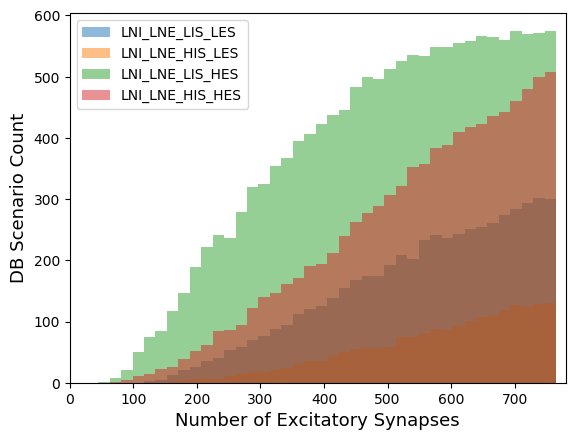 LNI_LNE_LIS_LES
LNI_LNE_HIS_LES
LNI_LNE_LIS_HES
LNI_LNE_HIS_HES
DB Scenario Count
600
500
400
300
200
100
0
0 100 200 300 400 500 600 700
Number of Excitatory Synapses